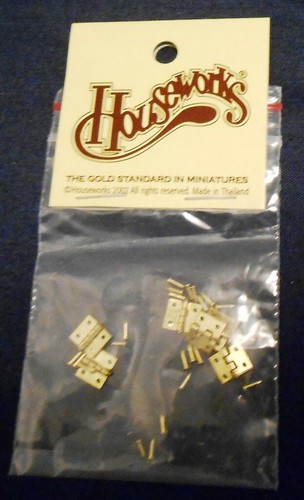 Houseworks®
THE GOLD STANDARD IN MINIATURES
©Houseworks 2002 All rights reserved. Made in Thailand